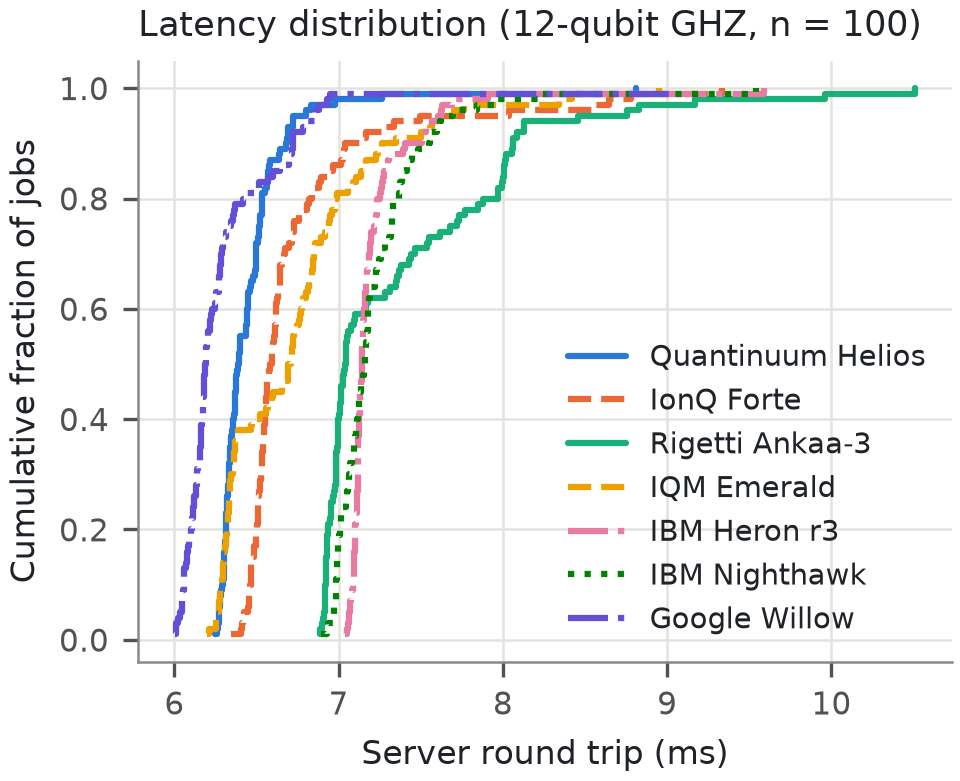 Latency distribution (12-qubit GHZ, n = 100)
Cumulative fraction of jobs
1.0
0.8
0.6
0.4
0.2
0.0
Quantinuum Helios
IonQ Forte
Rigetti Ankaa-3
IQM Emerald
IBM Heron r3
IBM Nighthawk
Google Willow
6 7 8 9 10
Server round trip (ms)